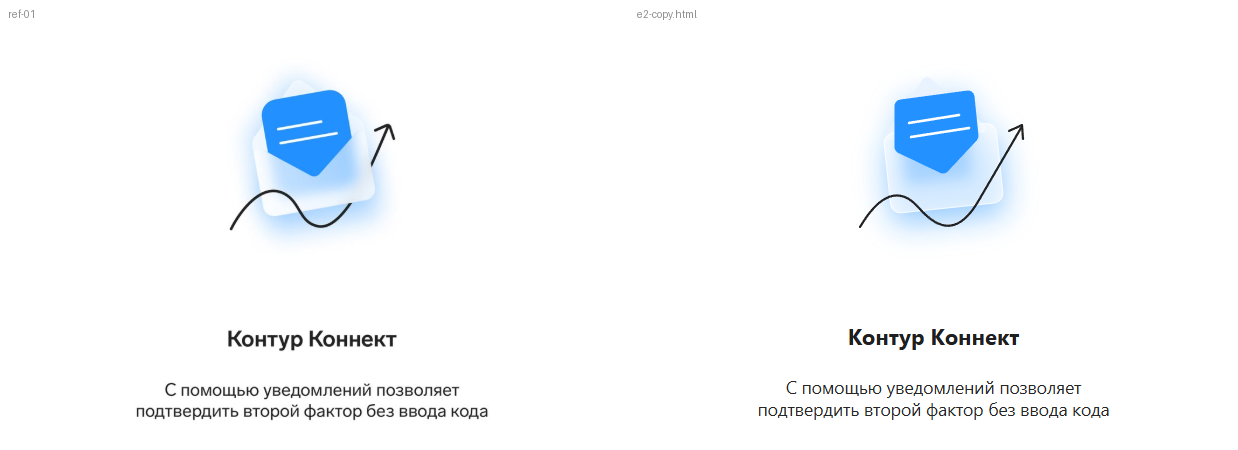 ref-01
e2-copy.html
Контур Коннект
С помощью уведомлений позволяет
подтвердить второй фактор без ввода кода
Контур Коннект
С помощью уведомлений позволяет
подтвердить второй фактор без ввода кода